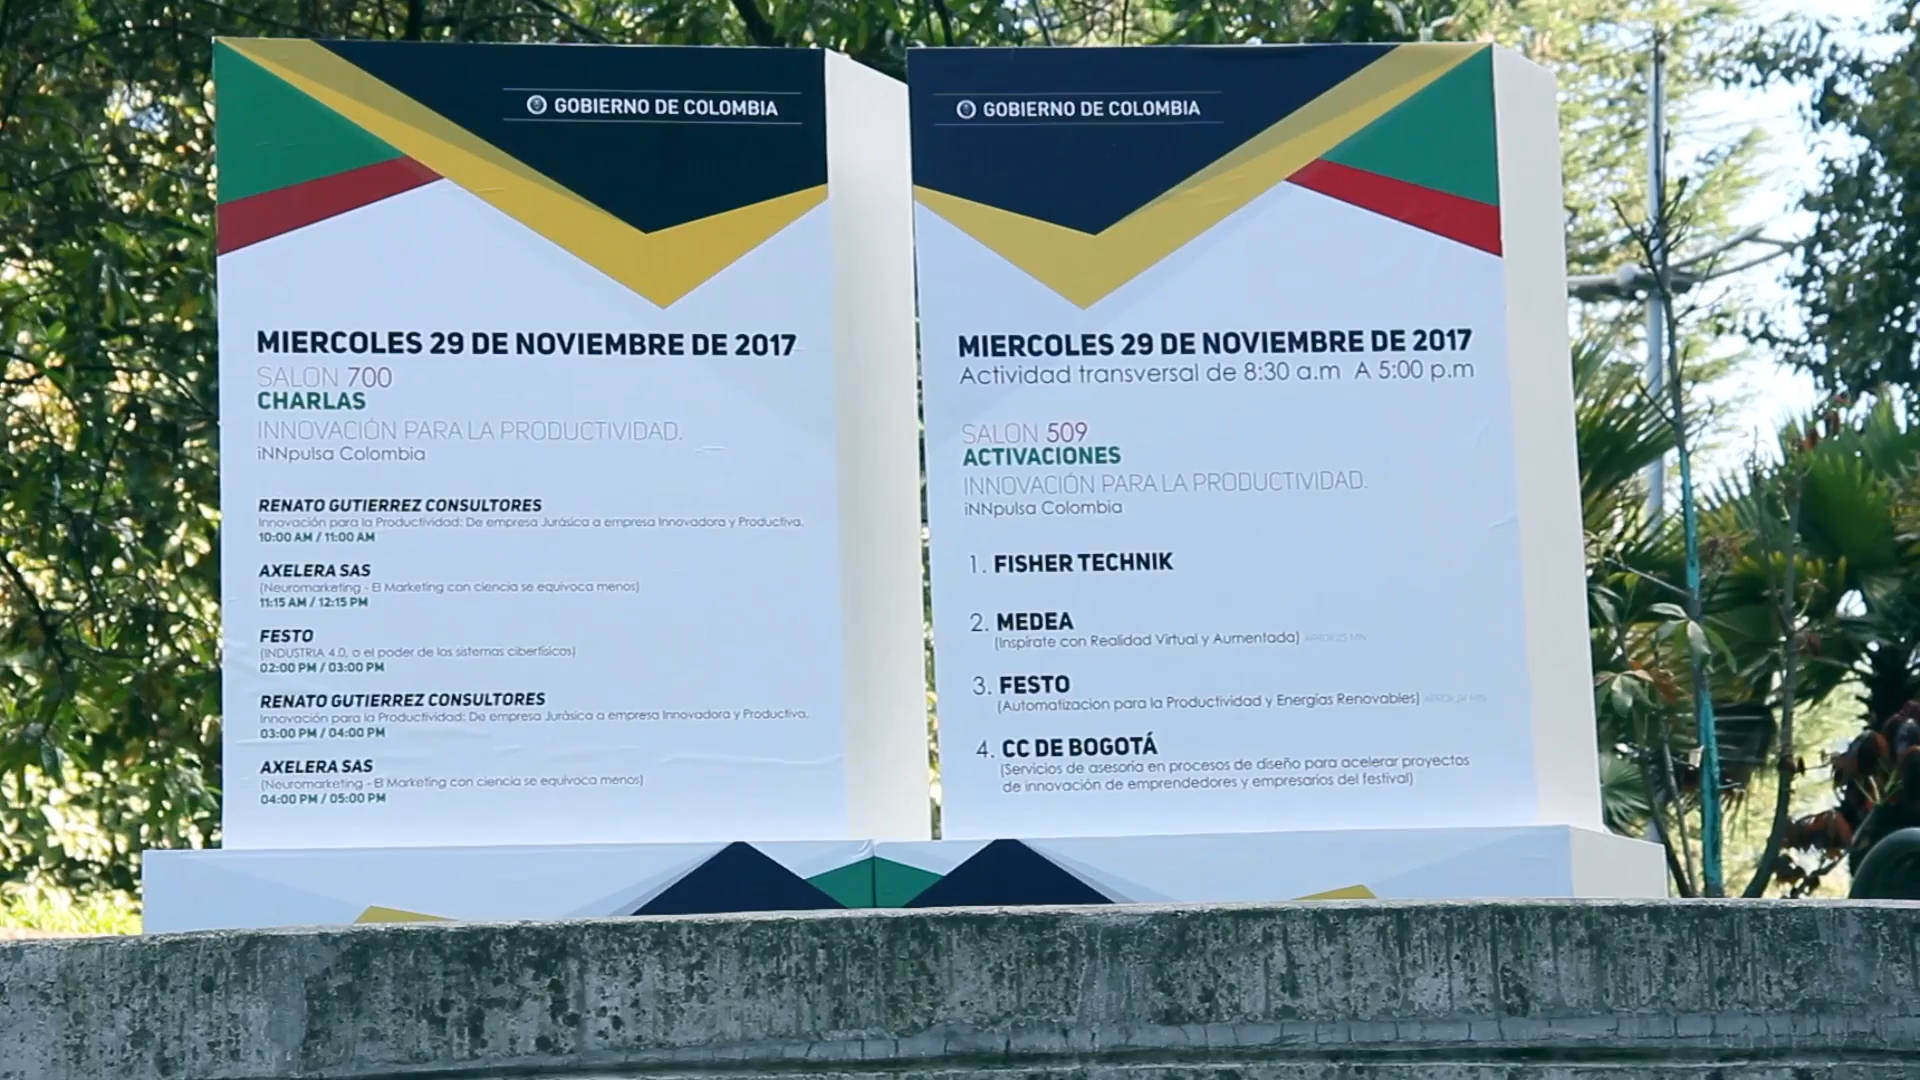 GOBIERNO DE COLOMBIA
MIERCOLES 29 DE NOVIEMBRE DE 2017
SALON 700
CHARLAS
INNOVACIÓN PARA LA PRODUCTIVIDAD.
iNNpulsa Colombia
RENATO GUTIERREZ CONSULTORES
Innovación para la Productividad: De empresa Jurásica a empresa Innovadora y Productiva.
10:00 AM / 11:00 AM
AXELERA SAS
(Neuromarketing - El Marketing con ciencia se equivoca menos)
11:15 AM / 12:15 PM
FESTO
(INDUSTRIA 4.0, o el poder de los sistemas ciberfísicos)
02:00 PM / 03:00 PM
RENATO GUTIERREZ CONSULTORES
Innovación para la Productividad: De empresa Jurásica a empresa Innovadora y Productiva.
03:00 PM / 04:00 PM
AXELERA SAS
(Neuromarketing - El Marketing con ciencia se equivoca menos)
04:00 PM / 05:00 PM
GOBIERNO DE COLOMBIA
MIERCOLES 29 DE NOVIEMBRE DE 2017
Actividad transversal de 8:30 a.m A 5:00 p.m
SALON 509
ACTIVACIONES
INNOVACIÓN PARA LA PRODUCTIVIDAD.
iNNpulsa Colombia
1. FISHER TECHNIK
2. MEDEA
(Inspírate con Realidad Virtual y Aumentada) APROX 25 MIN
3. FESTO
(Automatizacion para la Productividad y Energías Renovables)
4. CC DE BOGOTÁ
(Servicios de asesoría en procesos de diseño para acelerar proyectos
de innovación de emprendedores y empresarios del festival)